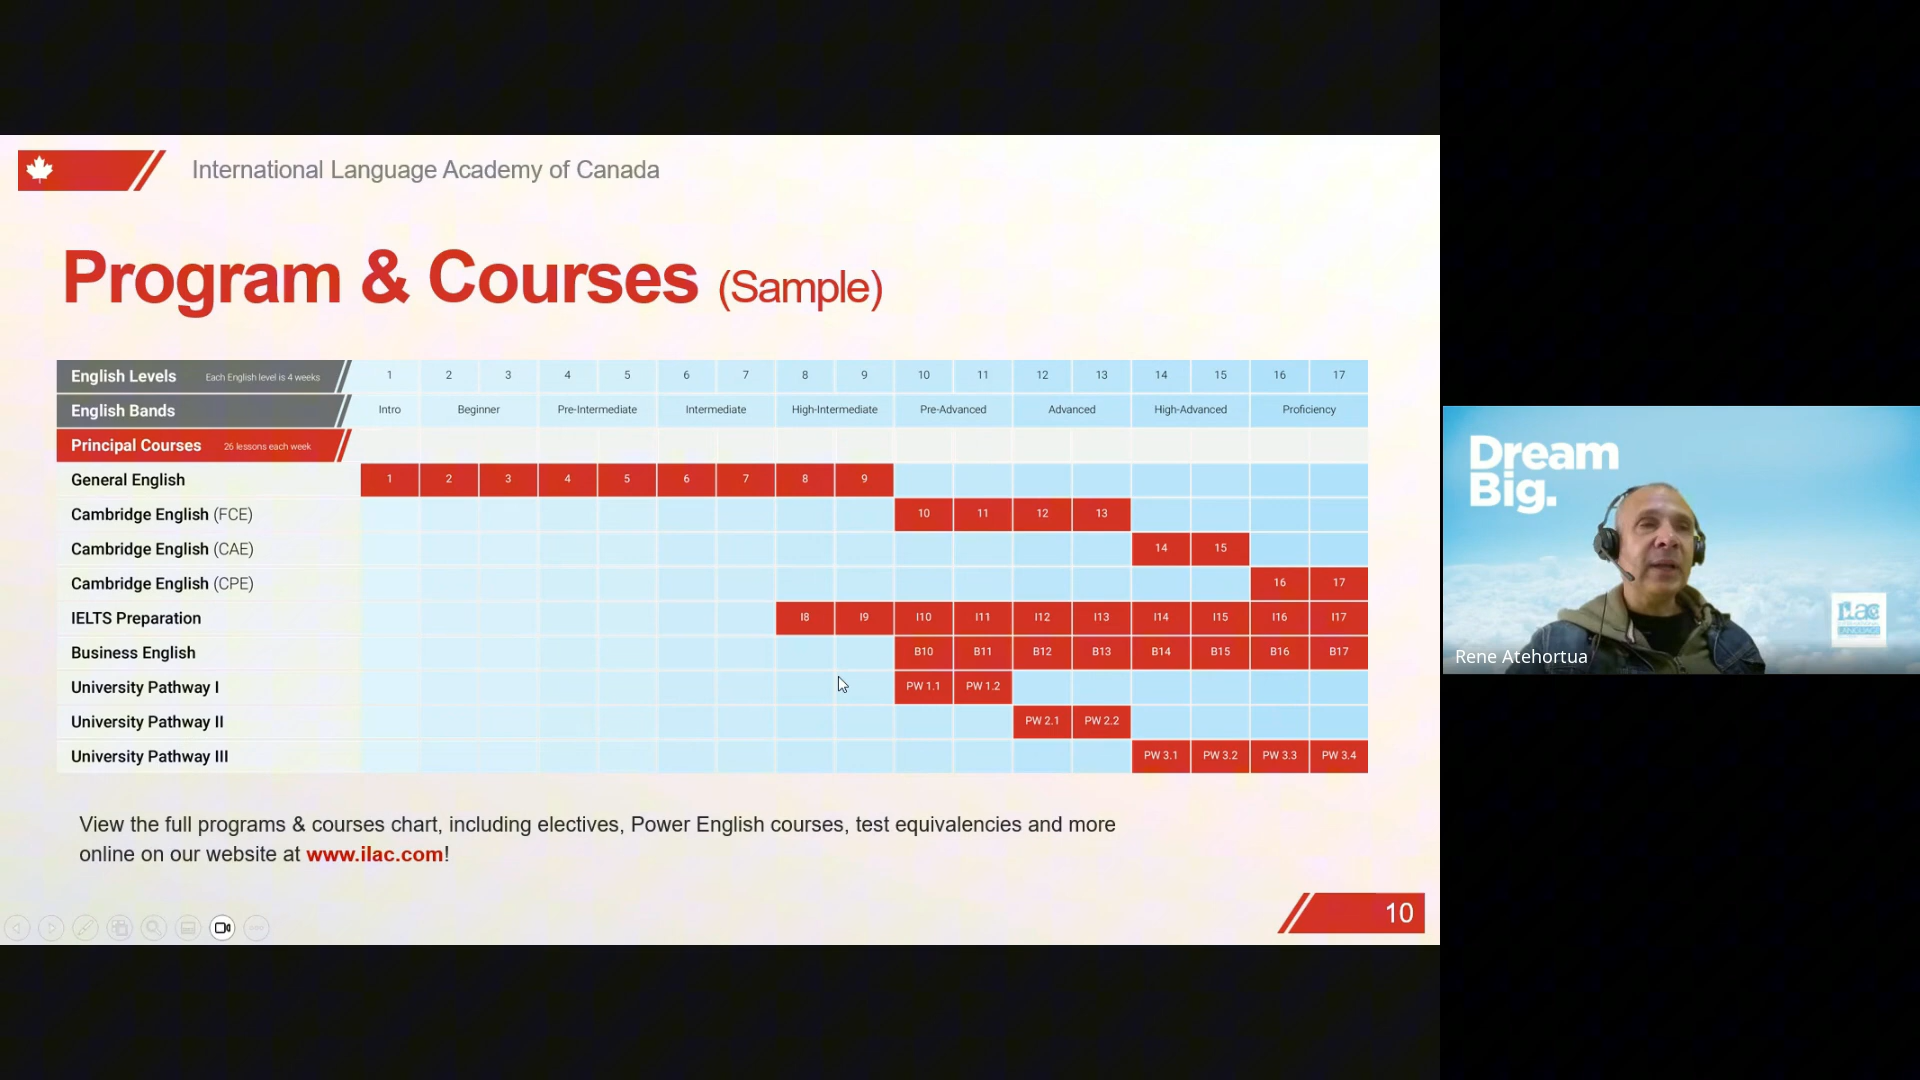 International Language Academy of Canada
Program & Courses (Sample)
English Levels Each English level is 4 weeks 1 2 3 4 5 6 7 8 9 10 11 12 13 14 15 16 17
English Bands Intro Beginner Pre-Intermediate Intermediate High-Intermediate Pre-Advanced Advanced High-Advanced Proficiency
Principal Courses 26 lessons each week
General English 1 2 3 4 5 6 7 8 9
Cambridge English (FCE) 10 11 12 13
Cambridge English (CAE) 14 15
Cambridge English (CPE) 16 17
IELTS Preparation I8 I9 I10 I11 I12 I13 I14 I15 I16 I17
Business English B10 B11 B12 B13 B14 B15 B16 B17
University Pathway I PW 1.1 PW 1.2
University Pathway II PW 2.1 PW 2.2
University Pathway III PW 3.1 PW 3.2 PW 3.3 PW 3.4
View the full programs & courses chart, including electives, Power English courses, test equivalencies and more
online on our website at www.ilac.com!
10
Dream
Big.
ilac
Rene Atehortua